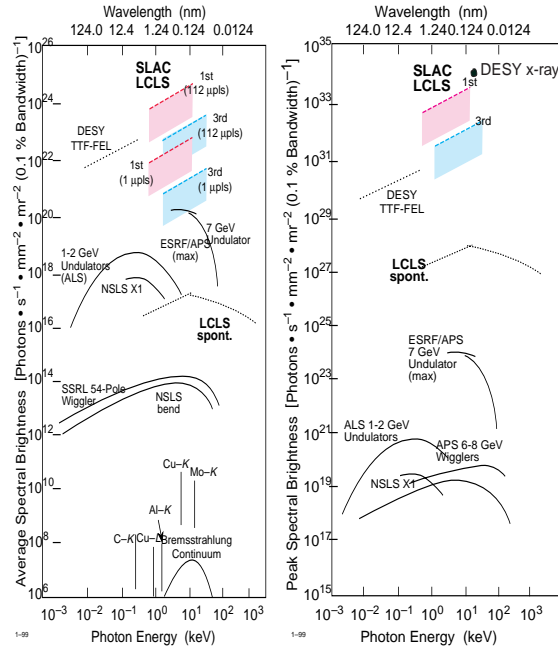 Wavelength (nm)
124.0 12.4 1.24 0.124 0.0124
Average Spectral Brightness [Photons • s−1 • mm−2 • mr−2 (0.1 % Bandwidth)−1]
10^26
10^24
10^22
10^20
10^18
10^16
10^14
10^12
10^10
10^8
10^6
SLAC
LCLS
1st
(112 µpls)
3rd
(112 µpls)
DESY
TTF-FEL
1st
(1 µpls)
3rd
(1 µpls)
7 GeV
Undulator
ESRF/APS
(max)
1-2 GeV
Undulators
(ALS)
NSLS X1
LCLS
spont.
SSRL 54-Pole
Wiggler
NSLS
bend
Cu–K
Mo–K
Al–K
C–K
Cu–L
Bremsstrahlung
Continuum
10−3 10−2 10−1 10^0 10^1 10^2 10^3
Photon Energy (keV)
1–99
Wavelength (nm)
124.0 12.4 1.240 0.124 0.0124
Peak Spectral Brightness [Photons • s−1 • mm−2 • mr−2 (0.1 % Bandwidth)−1]
10^35
10^33
10^31
10^29
10^27
10^25
10^23
10^21
10^19
10^17
10^15
SLAC
LCLS
DESY x-ray
1st
3rd
DESY
TTF-FEL
LCLS
spont.
ESRF/APS
7 GeV
Undulator
(max)
ALS 1-2 GeV
Undulators
APS 6-8 GeV
Wigglers
NSLS X1
10−3 10−2 10−1 10^0 10^1 10^2 10^3
Photon Energy (keV)
1–99